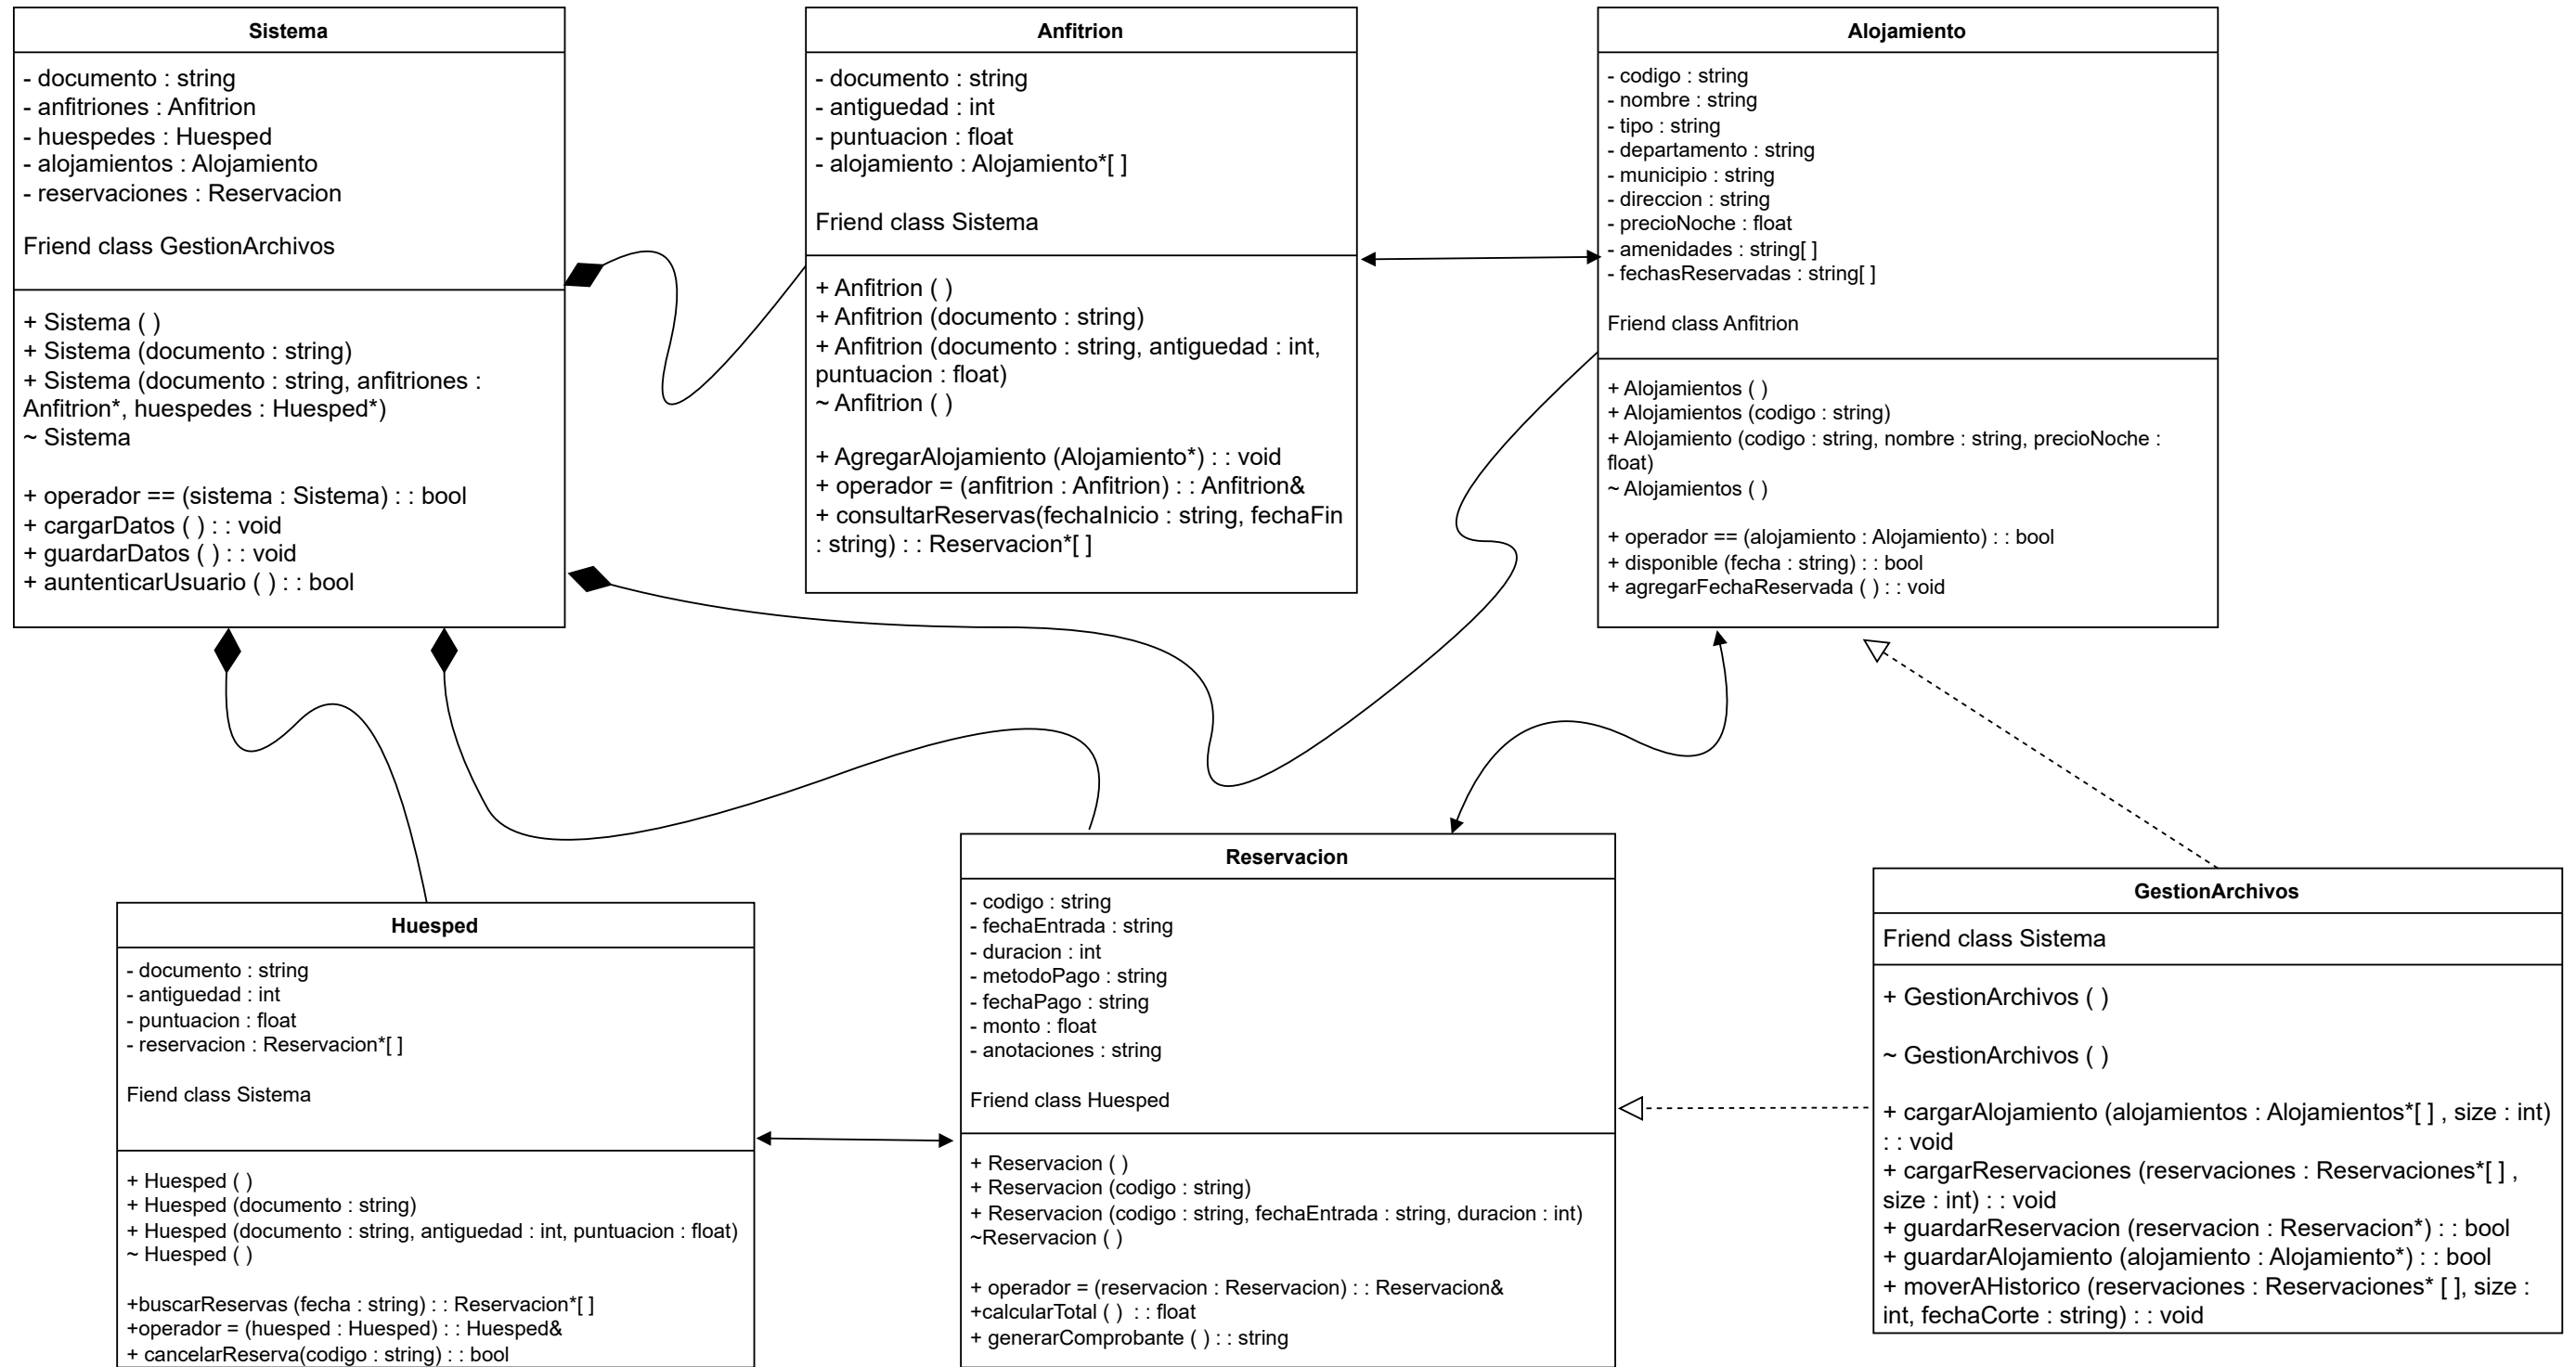 Sistema
- documento : string
- anfitriones : Anfitrion
- huespedes : Huesped
- alojamientos : Alojamiento
- reservaciones : Reservacion
Friend class GestionArchivos
+ Sistema ( )
+ Sistema (documento : string)
+ Sistema (documento : string, anfitriones :
Anfitrion*, huespedes : Huesped*)
~ Sistema
+ operador == (sistema : Sistema) : : bool
+ cargarDatos ( ) : : void
+ guardarDatos ( ) : : void
+ auntenticarUsuario ( ) : : bool
Anfitrion
- documento : string
- antiguedad : int
- puntuacion : float
- alojamiento : Alojamiento*[ ]
Friend class Sistema
+ Anfitrion ( )
+ Anfitrion (documento : string)
+ Anfitrion (documento : string, antiguedad : int,
puntuacion : float)
~ Anfitrion ( )
+ AgregarAlojamiento (Alojamiento*) : : void
+ operador = (anfitrion : Anfitrion) : : Anfitrion&
+ consultarReservas(fechaInicio : string, fechaFin
: string) : : Reservacion*[ ]
Alojamiento
- codigo : string
- nombre : string
- tipo : string
- departamento : string
- municipio : string
- direccion : string
- precioNoche : float
- amenidades : string[ ]
- fechasReservadas : string[ ]
Friend class Anfitrion
+ Alojamientos ( )
+ Alojamientos (codigo : string)
+ Alojamiento (codigo : string, nombre : string, precioNoche :
float)
~ Alojamientos ( )
+ operador == (alojamiento : Alojamiento) : : bool
+ disponible (fecha : string) : : bool
+ agregarFechaReservada ( ) : : void
Huesped
- documento : string
- antiguedad : int
- puntuacion : float
- reservacion : Reservacion*[ ]
Fiend class Sistema
+ Huesped ( )
+ Huesped (documento : string)
+ Huesped (documento : string, antiguedad : int, puntuacion : float)
~ Huesped ( )
+buscarReservas (fecha : string) : : Reservacion*[ ]
+operador = (huesped : Huesped) : : Huesped&
+ cancelarReserva(codigo : string) : : bool
Reservacion
- codigo : string
- fechaEntrada : string
- duracion : int
- metodoPago : string
- fechaPago : string
- monto : float
- anotaciones : string
Friend class Huesped
+ Reservacion ( )
+ Reservacion (codigo : string)
+ Reservacion (codigo : string, fechaEntrada : string, duracion : int)
~Reservacion ( )
+ operador = (reservacion : Reservacion) : : Reservacion&
+calcularTotal ( ) : : float
+ generarComprobante ( ) : : string
GestionArchivos
Friend class Sistema
+ GestionArchivos ( )
~ GestionArchivos ( )
+ cargarAlojamiento (alojamientos : Alojamientos*[ ] , size : int)
: : void
+ cargarReservaciones (reservaciones : Reservaciones*[ ] ,
size : int) : : void
+ guardarReservacion (reservacion : Reservacion*) : : bool
+ guardarAlojamiento (alojamiento : Alojamiento*) : : bool
+ moverAHistorico (reservaciones : Reservaciones* [ ], size :
int, fechaCorte : string) : : void